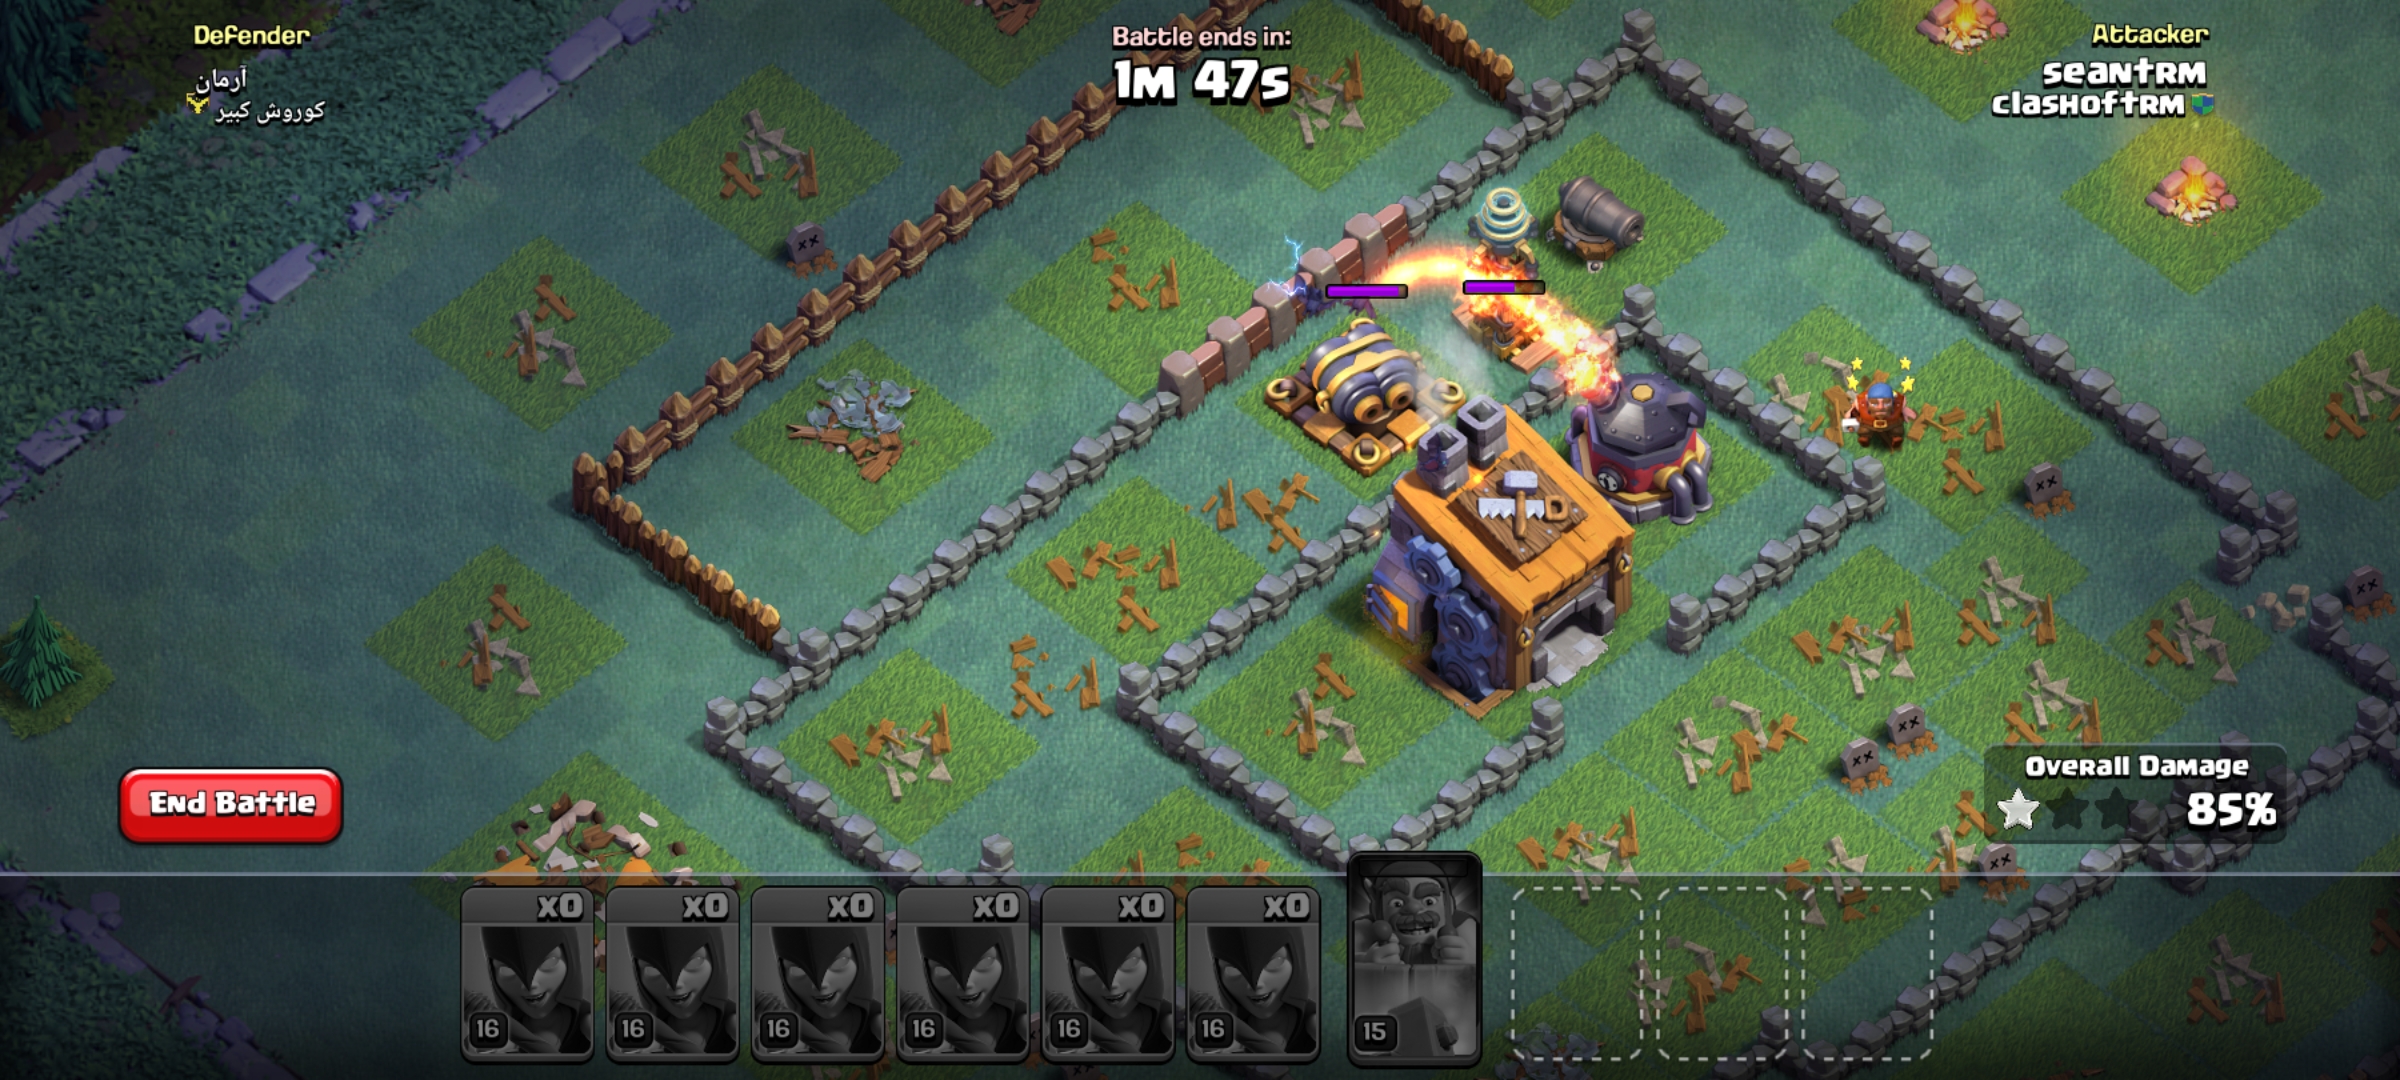 Defender
آرمان
کوروش کبیر
Battle ends in:
1M 47s
Attacker
seantRM
clashoftRM
End Battle
Overall Damage
85%
x0 x0 x0 x0 x0 x0
16 16 16 16 16 16 15